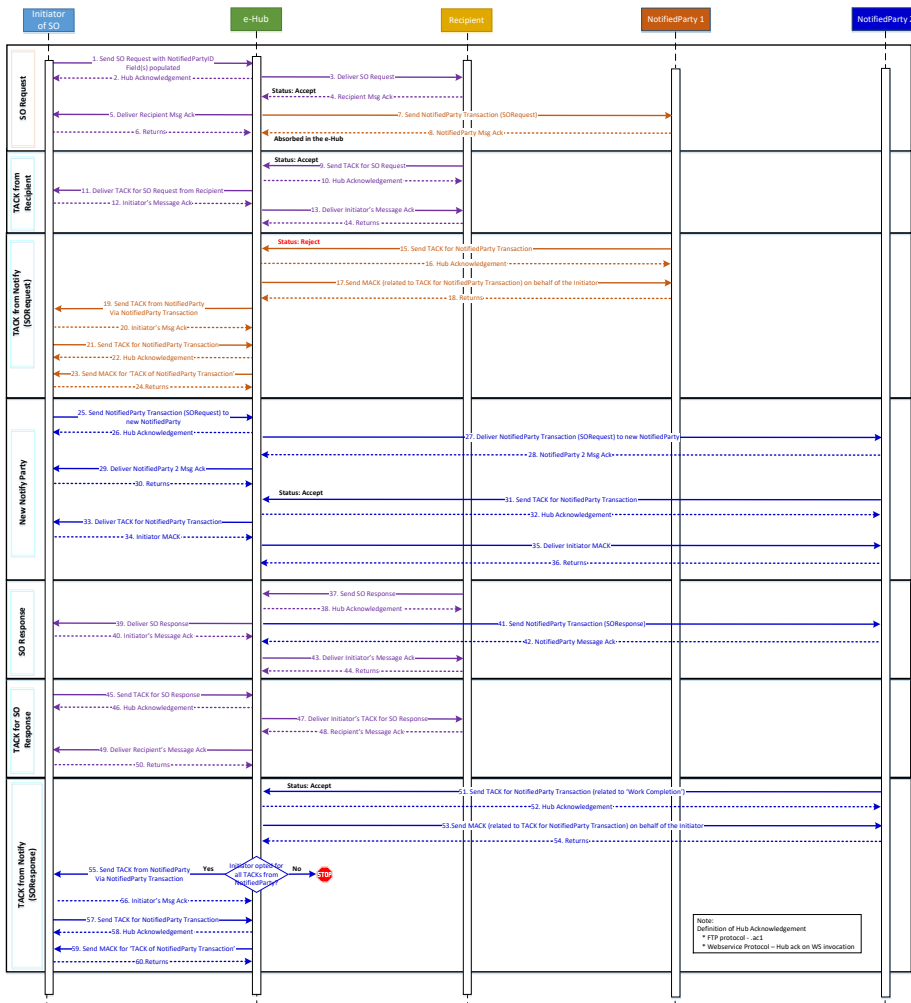 Initiator
of SO
e-Hub
Recipient
NotifiedParty 1
NotifiedParty 2
SO Request
1. Send SO Request with NotifiedPartyID
Field(s) populated
2. Hub Acknowledgement
3. Deliver SO Request
Status: Accept
4. Recipient Msg Ack
5. Deliver Recipient Msg Ack
7. Send NotifiedParty Transaction (SORequest)
6. Returns
8. NotifiedParty Msg Ack
Absorbed in the e-Hub
TACK from
Recipient
Status: Accept
9. Send TACK for SO Request
10. Hub Acknowledgement
11. Deliver TACK for SO Request from Recipient
12. Initiator's Message Ack
13. Deliver Initiator's Message Ack
14. Returns
TACK from Notify
(SORequest)
Status: Reject
15. Send TACK for NotifiedParty Transaction
16. Hub Acknowledgement
17.Send MACK (related to TACK for NotifiedParty Transaction) on behalf of the Initiator
18. Returns
19. Send TACK from NotifiedParty
Via NotifiedParty Transaction
20. Initiator's Msg Ack
21. Send TACK for NotifiedParty Transaction
22. Hub Acknowledgement
23. Send MACK for 'TACK of NotifiedParty Transaction'
24.Returns
New Notify Party
25. Send NotifiedParty Transaction (SORequest) to
new NotifiedParty
26. Hub Acknowledgement
27. Deliver NotifiedParty Transaction (SORequest) to new NotifiedParty
28. NotifiedParty 2 Msg Ack
29. Deliver NotifiedParty 2 Msg Ack
30. Returns
Status: Accept
31. Send TACK for NotifiedParty Transaction
32. Hub Acknowledgement
33. Deliver TACK for NotifiedParty Transaction
34. Initiator MACK
35. Deliver Initiator MACK
36. Returns
SO Response
37. Send SO Response
38. Hub Acknowledgement
39. Deliver SO Response
41. Send NotifiedParty Transaction (SOResponse)
40. Initiator's Message Ack
42. NotifiedParty Message Ack
43. Deliver Initiator's Message Ack
44. Returns
TACK for SO
Response
45. Send TACK for SO Response
46. Hub Acknowledgement
47. Deliver Initiator's TACK for SO Response
48. Recipient's Message Ack
49. Deliver Recipient's Message Ack
50. Returns
TACK from Notify
(SOResponse)
Status: Accept
51. Send TACK for NotifiedParty Transaction (related to 'Work Completion')
52. Hub Acknowledgement
53.Send MACK (related to TACK for NotifiedParty Transaction) on behalf of the Initiator
54. Returns
Initiator opted for
all TACKs from
NotifiedParty?
Yes
No
STOP
55. Send TACK from NotifiedParty
Via NotifiedParty Transaction
56. Initiator's Msg Ack
57. Send TACK for NotifiedParty Transaction
58. Hub Acknowledgement
59. Send MACK for 'TACK of NotifiedParty Transaction'
60.Returns
Note:
Definition of Hub Acknowledgement
* FTP protocol - .ac1
* Webservice Protocol – Hub ack on WS invocation